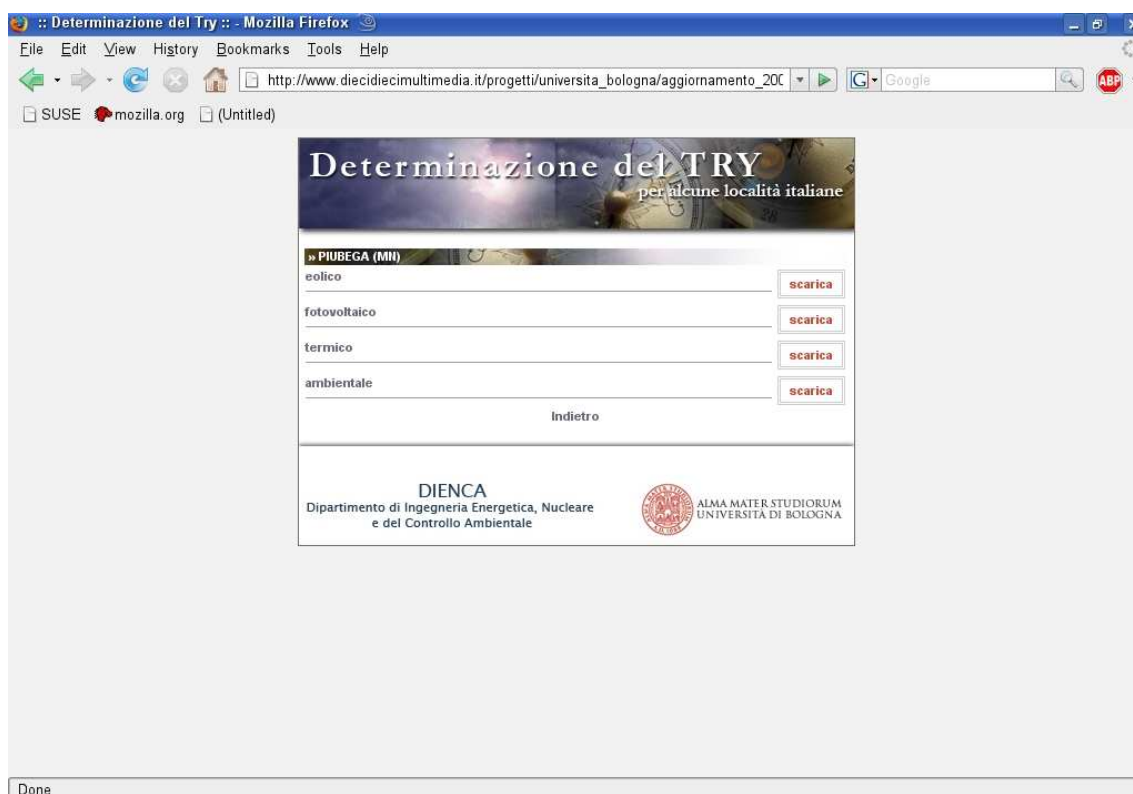 :: Determinazione del Try :: - Mozilla Firefox
File Edit View History Bookmarks Tools Help
http://www.diecidiecimultimedia.it/progetti/universita_bologna/aggiornamento_200
G Google
ABP
SUSE mozilla.org (Untitled)
Determinazione del TRY
per alcune località italiane
» PIUBEGA (MN)
eolico scarica
fotovoltaico scarica
termico scarica
ambientale scarica
Indietro
DIENCA
Dipartimento di Ingegneria Energetica, Nucleare
e del Controllo Ambientale
ALMA MATER STUDIORUM
UNIVERSITÀ DI BOLOGNA
Done